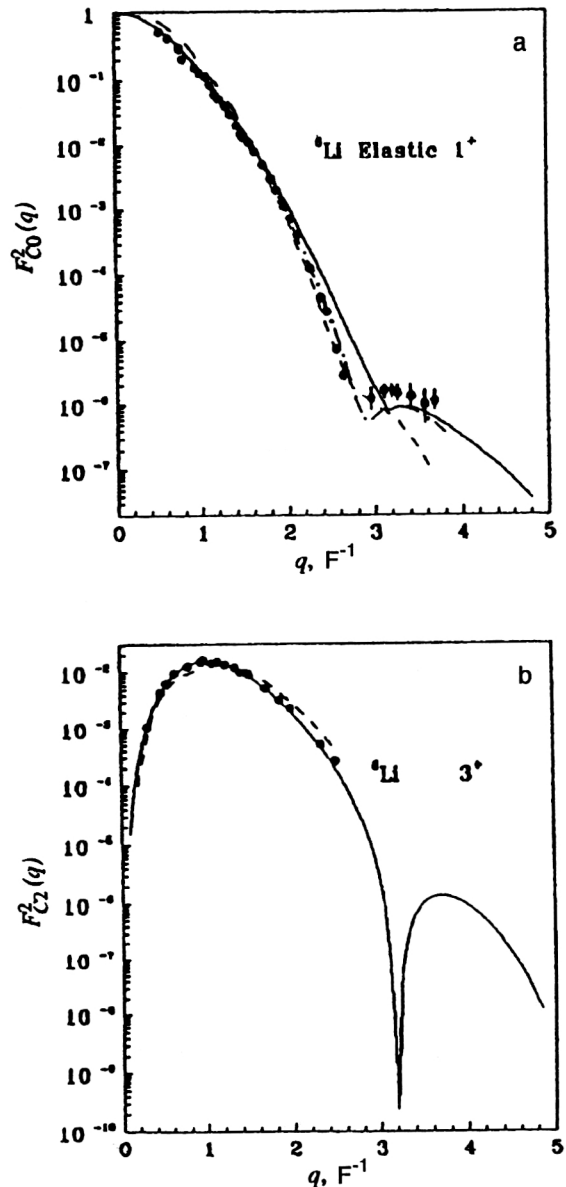 a
1
10⁻¹
10⁻²
10⁻³
10⁻⁴
10⁻⁵
10⁻⁶
10⁻⁷
F²C0(q)
⁶Li Elastic 1⁺
0 1 2 3 4 5
q, F⁻¹
b
10⁻²
10⁻³
10⁻⁴
10⁻⁵
10⁻⁶
10⁻⁷
10⁻⁸
10⁻⁹
10⁻¹⁰
F²C2(q)
⁶Li 3⁺
0 1 2 3 4 5
q, F⁻¹